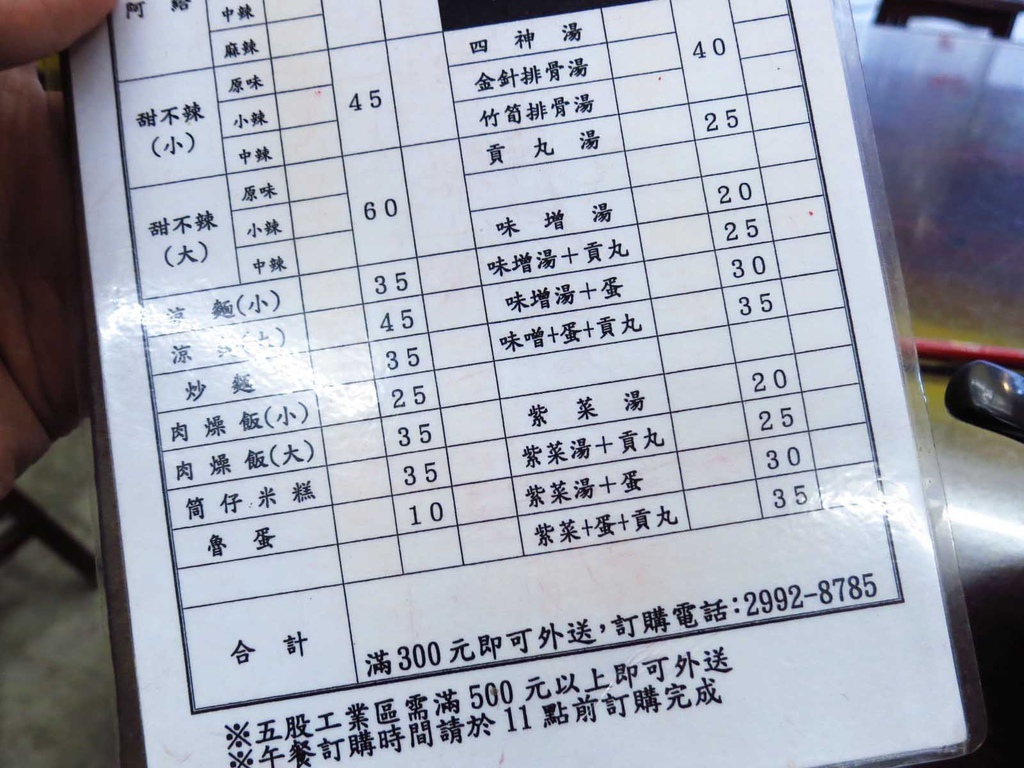 阿給
中辣
麻辣
甜不辣
(小)
原味
小辣
中辣
45
甜不辣
(大)
原味
小辣
中辣
60
涼麵(小) 35
涼 45
炒麵 35
肉燥飯(小) 25
肉燥飯(大) 35
筒仔米糕 35
魯蛋 10
四神湯
金針排骨湯
竹筍排骨湯
40
貢丸湯 25
味增湯 20
味增湯+貢丸 25
味增湯+蛋 30
味噌+蛋+貢丸 35
紫菜湯 20
紫菜湯+貢丸 25
紫菜湯+蛋 30
紫菜+蛋+貢丸 35
合計
滿300元即可外送,訂購電話:2992-8785
※五股工業區需滿500元以上即可外送
※午餐訂購時間請於11點前訂購完成